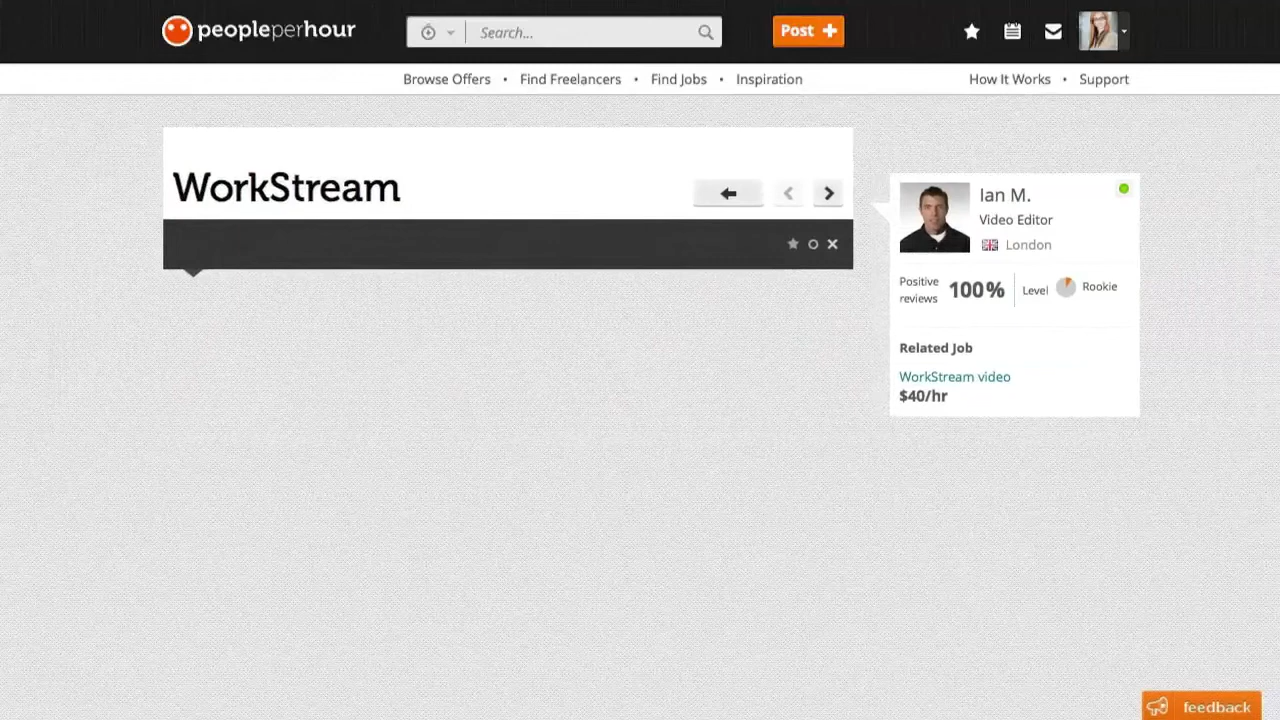 peopleperhour
Search...
Post
Browse Offers • Find Freelancers • Find Jobs • Inspiration
How It Works • Support
WorkStream
Ian M.
Video Editor
London
Positive reviews 100% Level Rookie
Related Job
WorkStream video
$40/hr
feedback